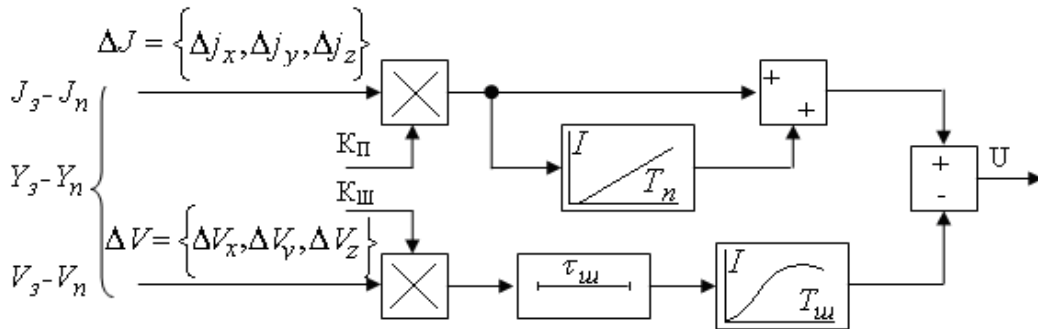 ΔJ = {Δj_x, Δj_y, Δj_z}
J_з - J_п
+
+
К_П
I
T_п
Y_з - Y_п
+
-
U
К_Ш
ΔV = {ΔV_x, ΔV_y, ΔV_z}
V_з - V_п
τ_ш
I
T_ш